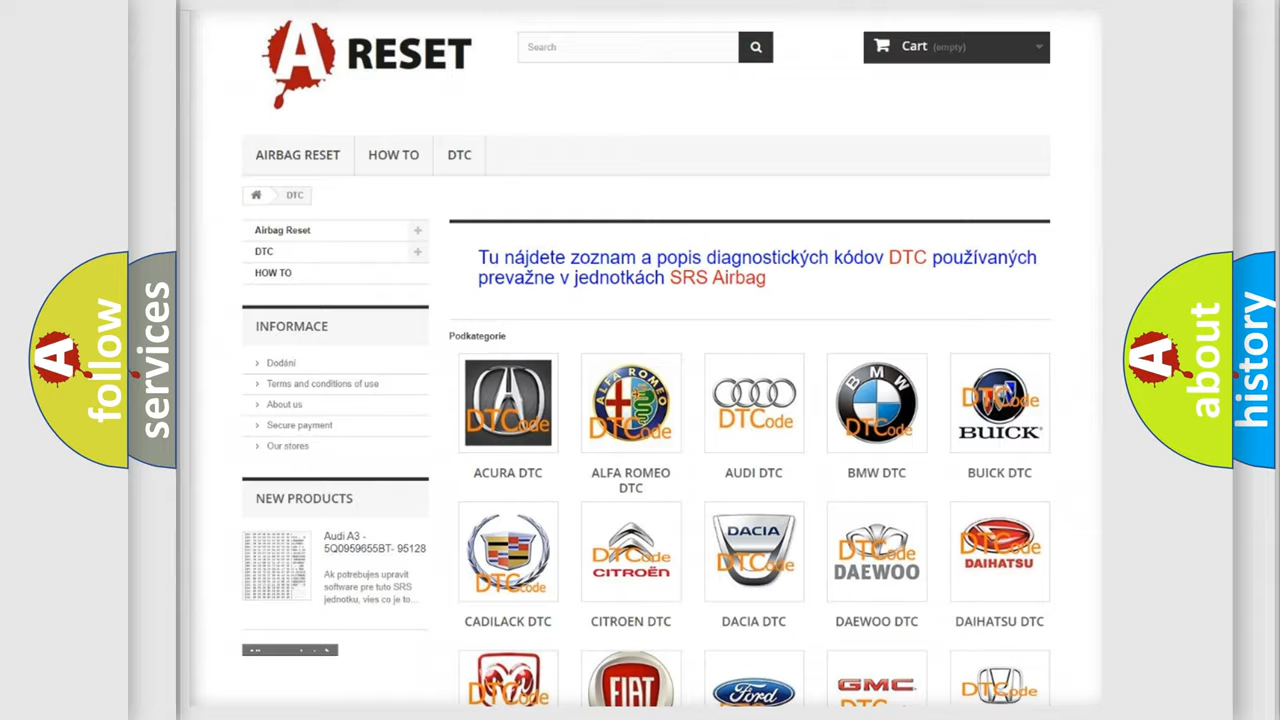 A RESET
Search
Cart (empty)
AIRBAG RESET
HOW TO
DTC
DTC
Airbag Reset
DTC
HOW TO
Tu nájdete zoznam a popis diagnostických kódov DTC používaných
prevažne v jednotkách SRS Airbag
INFORMACE
Dodání
Terms and conditions of use
About us
Secure payment
Our stores
NEW PRODUCTS
Audi A3 -
5Q0959655BT- 95128
Ak potrebujes upravit
software pre tuto SRS
jednotku, vies co je to...
Podkategorie
DTCode
ALFA ROMEO
DTCode
DTCode
BMW
DTCode
DTCode
BUICK
ACURA DTC
ALFA ROMEO
DTC
AUDI DTC
BMW DTC
BUICK DTC
DTCode
DTCode
CITROËN
DACIA
DTCode
DTCode
DAEWOO
DTCode
DAIHATSU
CADILACK DTC
CITROEN DTC
DACIA DTC
DAEWOO DTC
DAIHATSU DTC
DTCode
FIAT
Ford
GMC
DTCode
A follow
services
A about
history